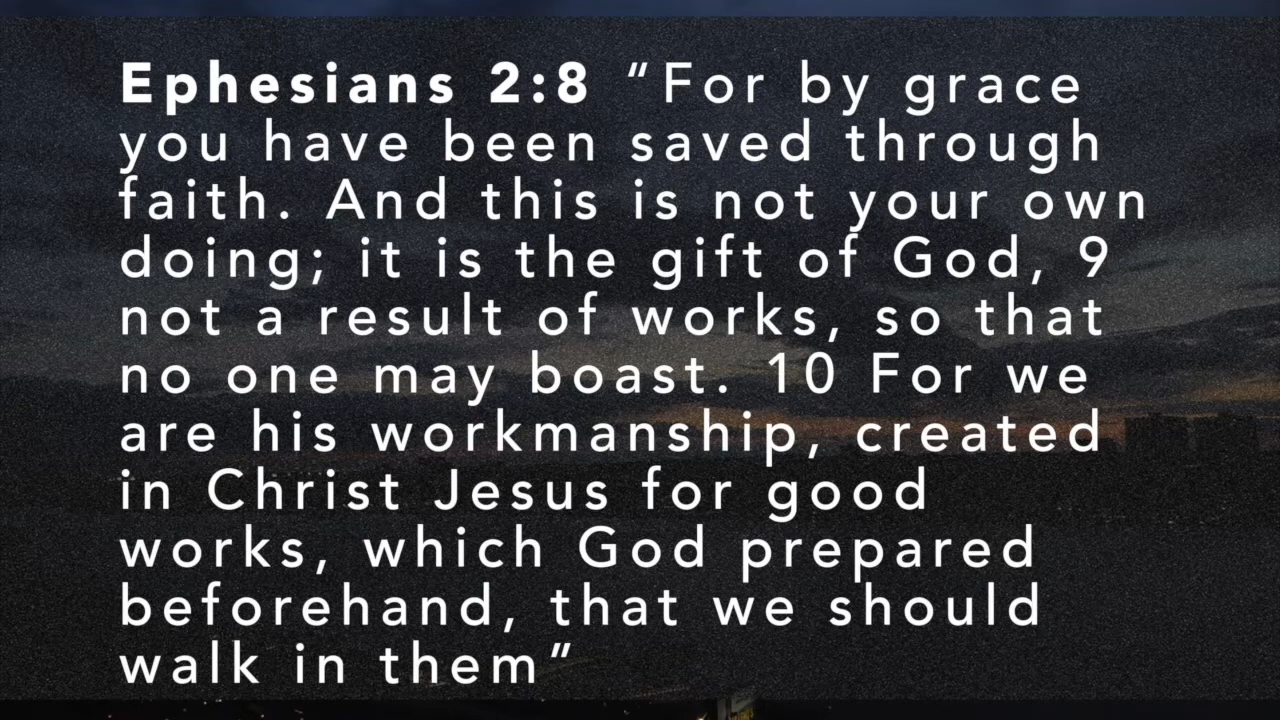 Ephesians 2:8 “For by grace
you have been saved through
faith. And this is not your own
doing; it is the gift of God, 9
not a result of works, so that
no one may boast. 10 For we
are his workmanship, created
in Christ Jesus for good
works, which God prepared
beforehand, that we should
walk in them”